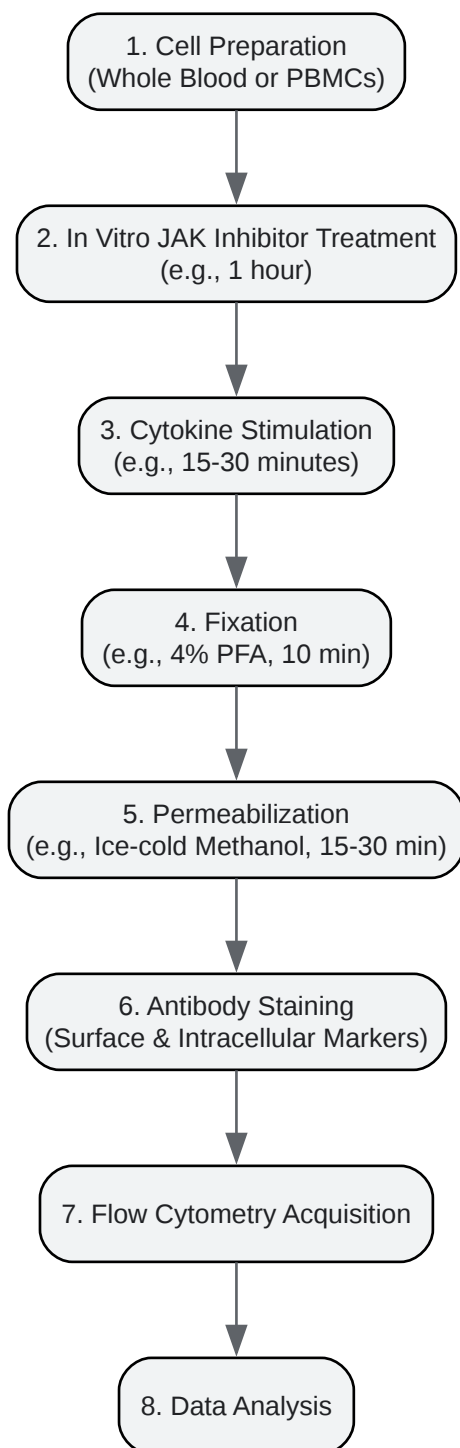 1. Cell Preparation
(Whole Blood or PBMCs)
2. In Vitro JAK Inhibitor Treatment
(e.g., 1 hour)
3. Cytokine Stimulation
(e.g., 15-30 minutes)
4. Fixation
(e.g., 4% PFA, 10 min)
5. Permeabilization
(e.g., Ice-cold Methanol, 15-30 min)
6. Antibody Staining
(Surface & Intracellular Markers)
7. Flow Cytometry Acquisition
8. Data Analysis